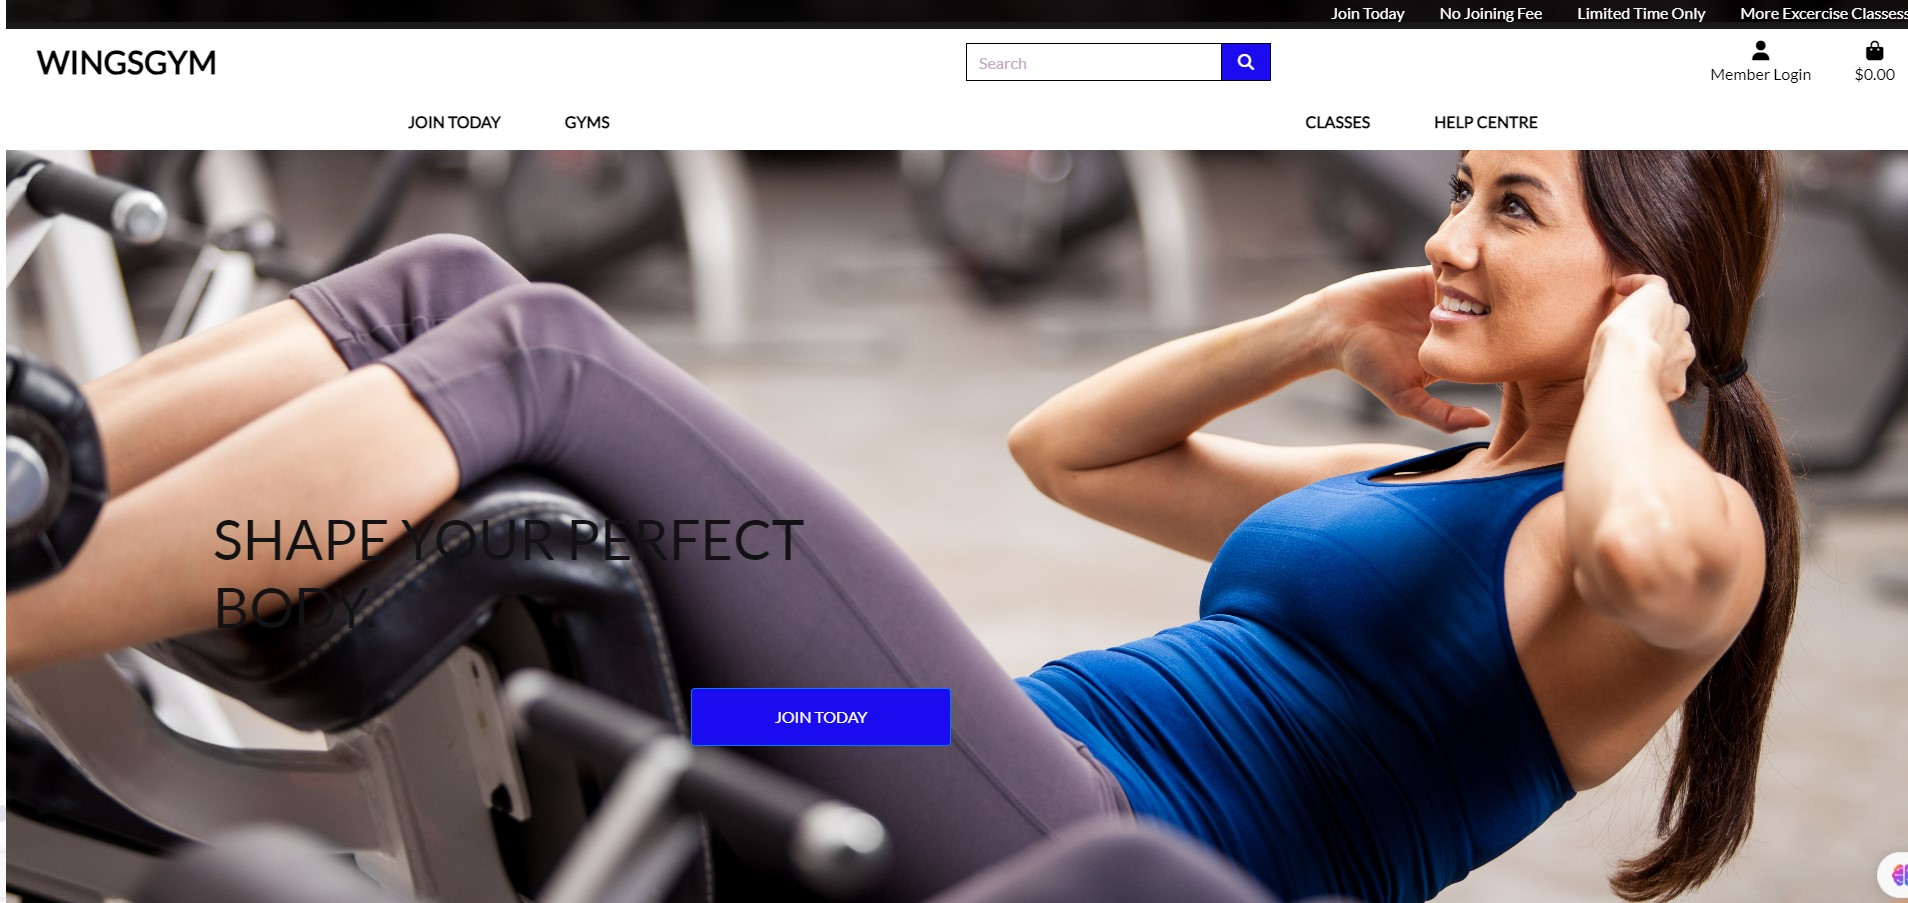 Join Today No Joining Fee Limited Time Only More Excercise Classess
WINGSGYM
Search
Member Login
$0.00
JOIN TODAY GYMS CLASSES HELP CENTRE
SHAPE YOUR PERFECT
BODY.
JOIN TODAY